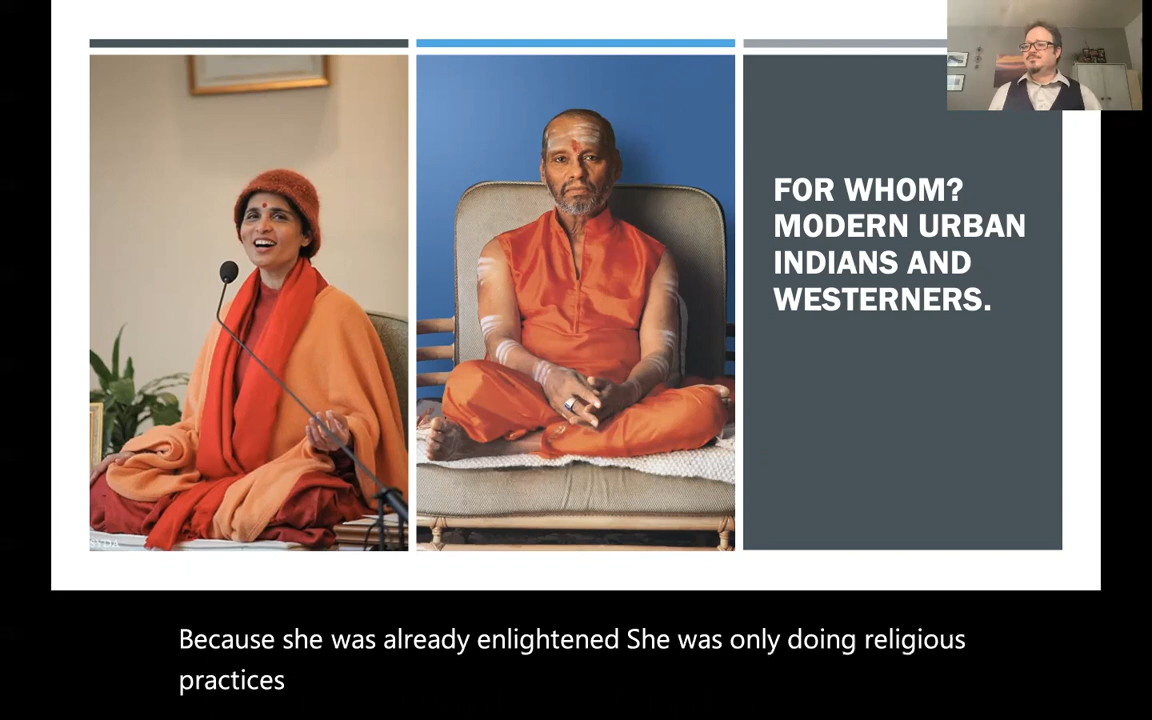 FOR WHOM?
MODERN URBAN
INDIANS AND
WESTERNERS.
Because she was already enlightened She was only doing religious
practices